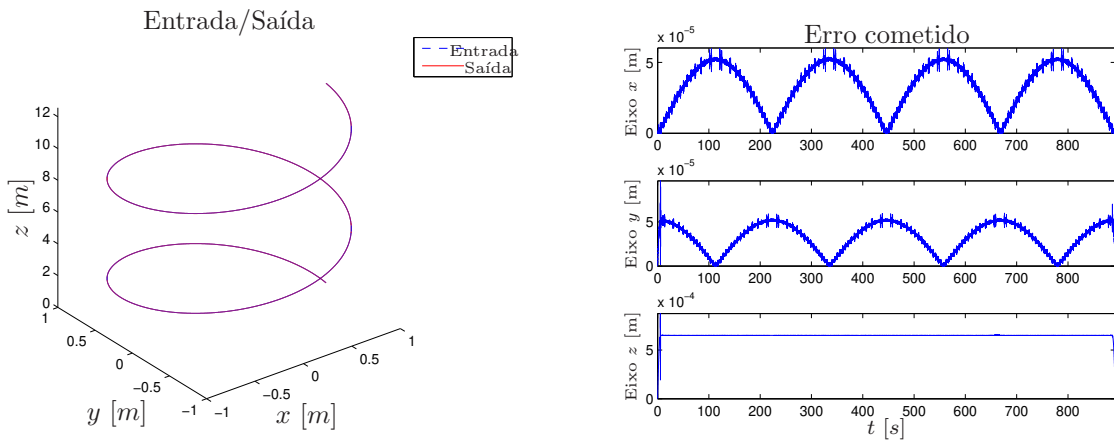 Entrada/Saída
Entrada
Saída
12
10
8
6
4
2
0
z [m]
1
0.5
0
−0.5
−1
y [m]
−1
−0.5
0
0.5
1
x [m]
Erro cometido
x 10⁻⁵
5
0
Eixo x [m]
0 100 200 300 400 500 600 700 800
x 10⁻⁵
5
0
Eixo y [m]
0 100 200 300 400 500 600 700 800
x 10⁻⁴
5
0
Eixo z [m]
0 100 200 300 400 500 600 700 800
t [s]